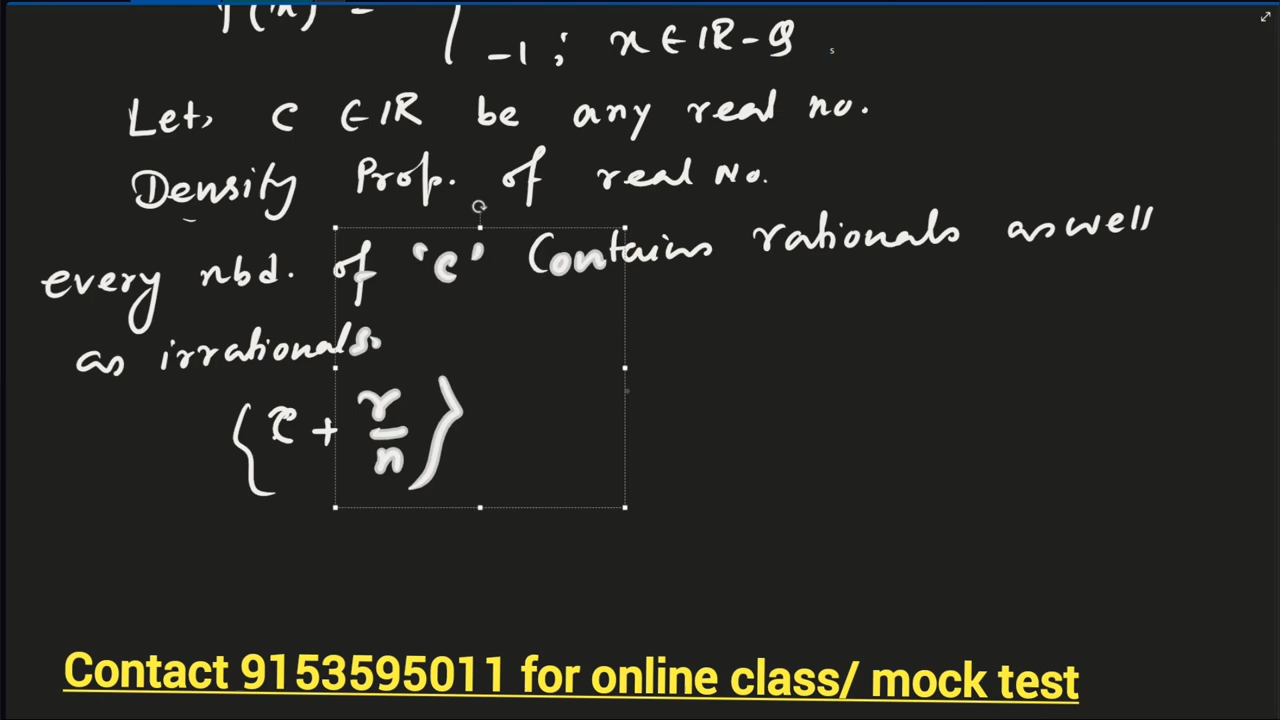 f(x) =
-1 ; x ∈ IR - Q
Let, c ∈ IR be any real no.
Density Prop. of real No.
every nbd. of 'c' Contains rationals aswell
as irrationals.
{ + r/n}
Contact 9153595011 for online class/ mock test